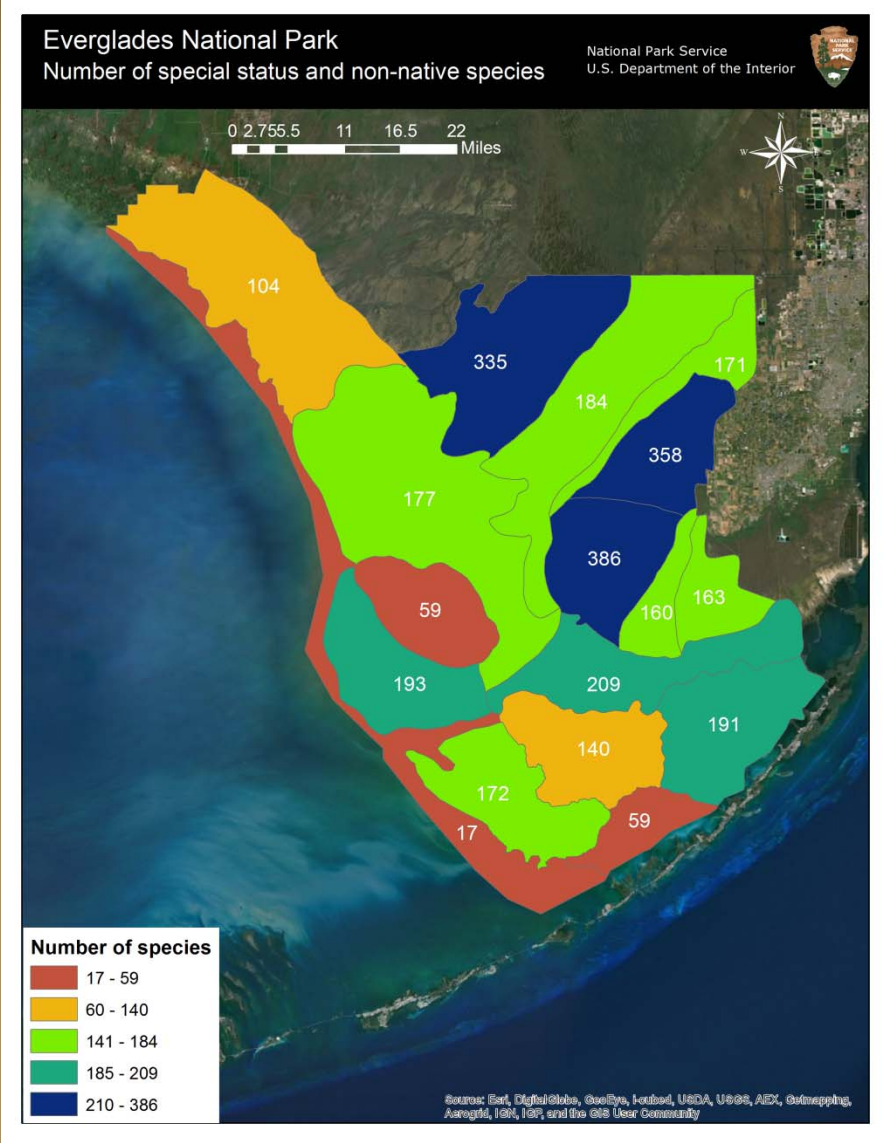 Everglades National Park
Number of special status and non-native species
National Park Service
U.S. Department of the Interior
NATIONAL
PARK
SERVICE
0 2.755.5 11 16.5 22
Miles
N
W
E
S
104
335
171
184
358
177
386
163
160
59
193
209
191
140
172
59
17
Number of species
17 - 59
60 - 140
141 - 184
185 - 209
210 - 386
Source: Esri, DigitalGlobe, GeoEye, i-cubed, USDA, USGS, AEX, Getmapping,
Aerogrid, IGN, IGP, and the GIS User Community